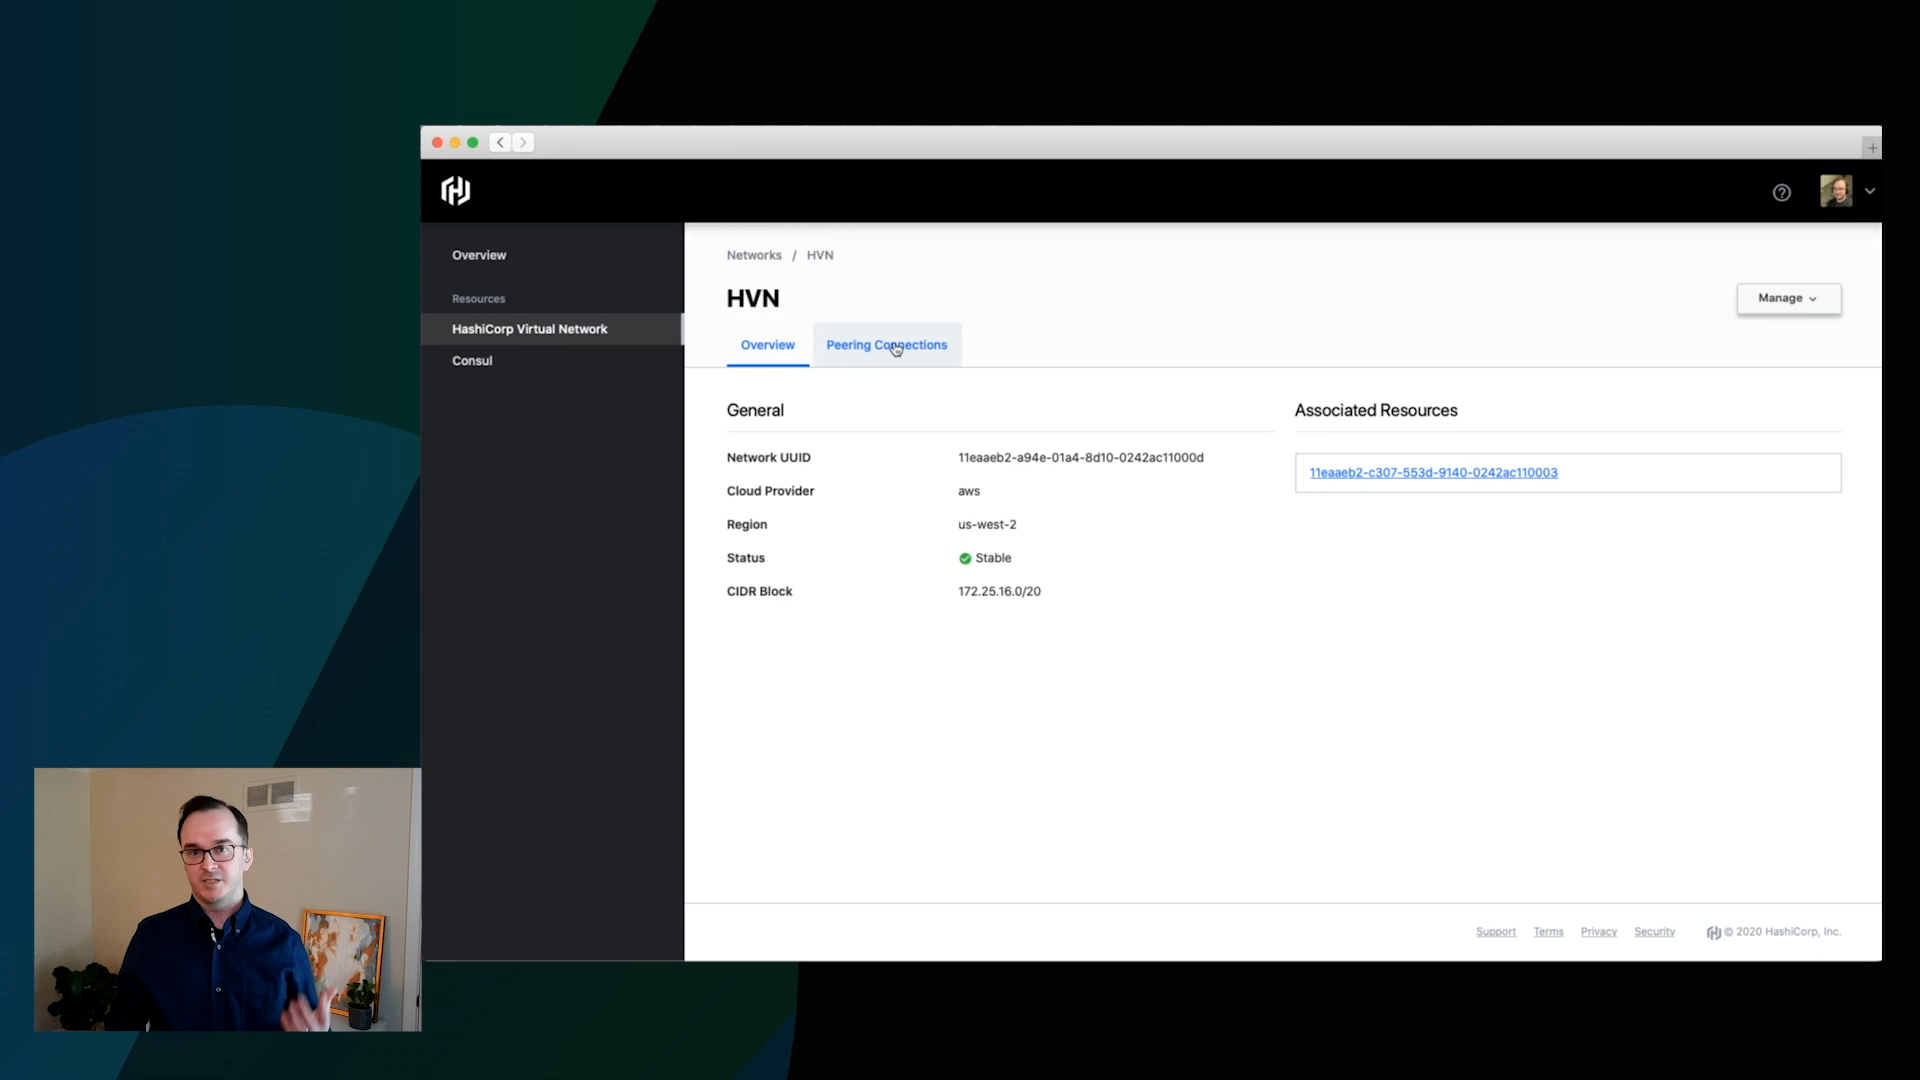 Overview
Resources
HashiCorp Virtual Network
Consul
Networks / HVN
HVN
Manage
Overview
Peering Connections
General
Network UUID 11eaaeb2-a94e-01a4-8d10-0242ac11000d
Cloud Provider aws
Region us-west-2
Status Stable
CIDR Block 172.25.16.0/20
Associated Resources
11eaaeb2-c307-553d-9140-0242ac110003
Support Terms Privacy Security © 2020 HashiCorp, Inc.